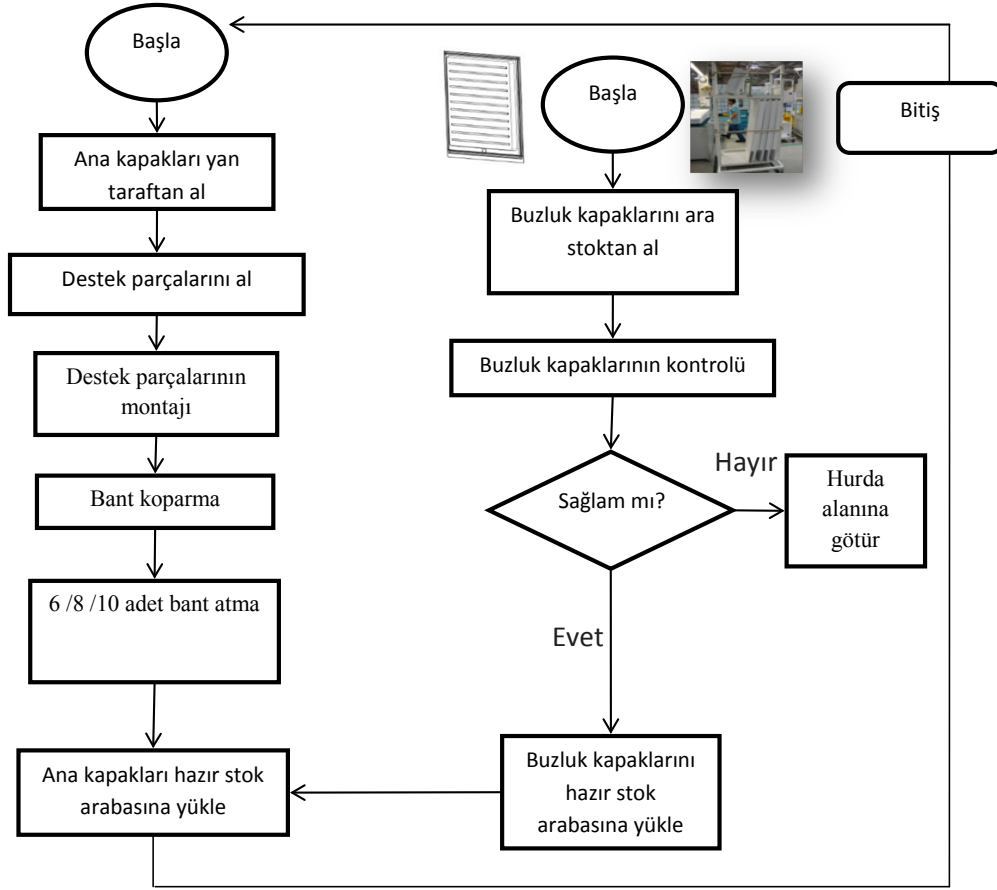 Başla
Ana kapakları yan
taraftan al
Destek parçalarını al
Destek parçalarının
montajı
Bant koparma
6 /8 /10 adet bant atma
Ana kapakları hazır stok
arabasına yükle
Başla
Buzluk kapaklarını ara
stoktan al
Buzluk kapaklarının kontrolü
Sağlam mı?
Hayır
Hurda
alanına
götür
Evet
Buzluk kapaklarını
hazır stok
arabasına yükle
Bitiş